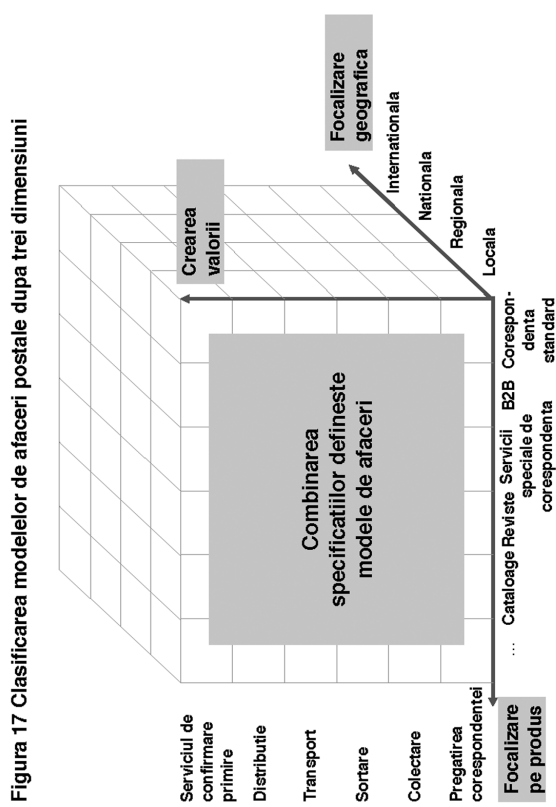 Figura 17 Clasificarea modelelor de afaceri postale dupa trei dimensiuni
Crearea
valorii
Focalizare
geografica
Internationala
Nationala
Regionala
Locala
Serviciul de
confirmare
primire
Distributie
Transport
Sortare
Colectare
Pregatirea
corespondentei
Combinarea
specificatiilor defineste
modele de afaceri
Focalizare
pe produs
...
Cataloage
Reviste
Servicii
speciale de
corespondenta
B2B
Corespon-
denta
standard